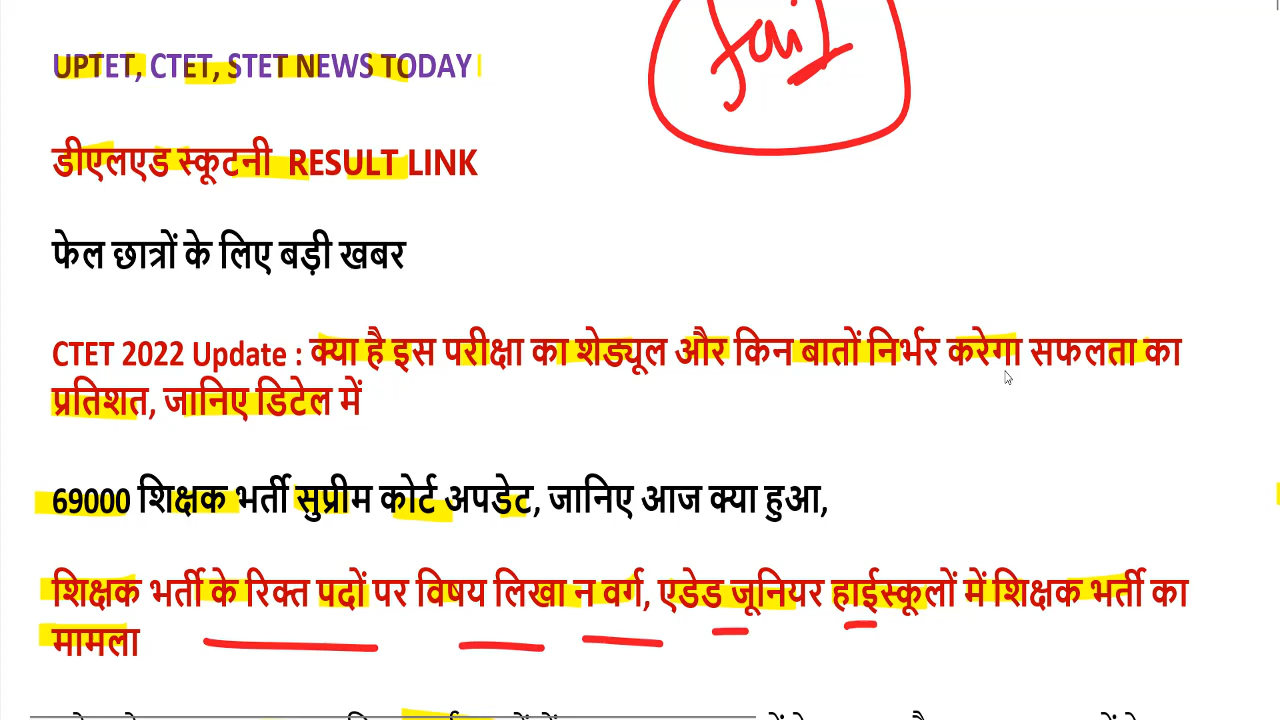 fail
UPTET, CTET, STET NEWS TODAY
डीएलएड स्कूटनी RESULT LINK
फेल छात्रों के लिए बड़ी खबर
CTET 2022 Update : क्या है इस परीक्षा का शेड्यूल और किन बातों निर्भर करेगा सफलता का
प्रतिशत, जानिए डिटेल में
69000 शिक्षक भर्ती सुप्रीम कोर्ट अपडेट, जानिए आज क्या हुआ,
शिक्षक भर्ती के रिक्त पदों पर विषय लिखा न वर्ग, एडेड जूनियर हाईस्कूलों में शिक्षक भर्ती का
मामला